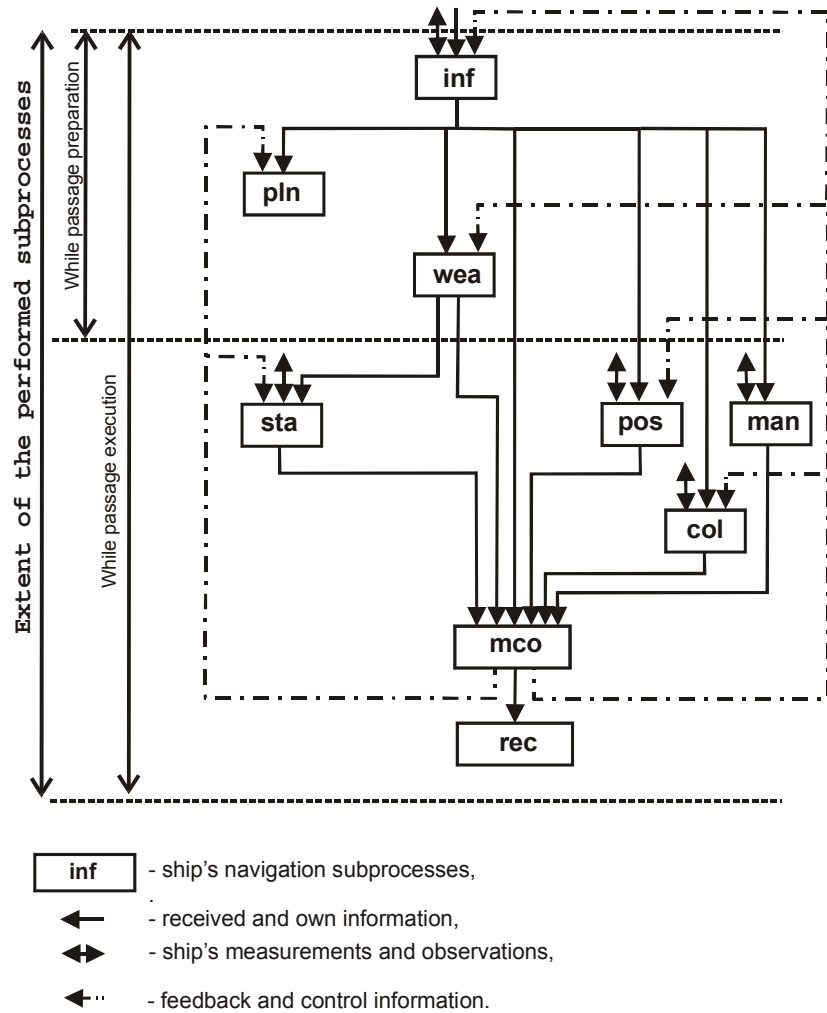 Extent of the performed subprocesses
While passage preparation
While passage execution
inf
pln
wea
sta
pos
man
col
mco
rec
inf - ship's navigation subprocesses,
.
- received and own information,
- ship's measurements and observations,
- feedback and control information.